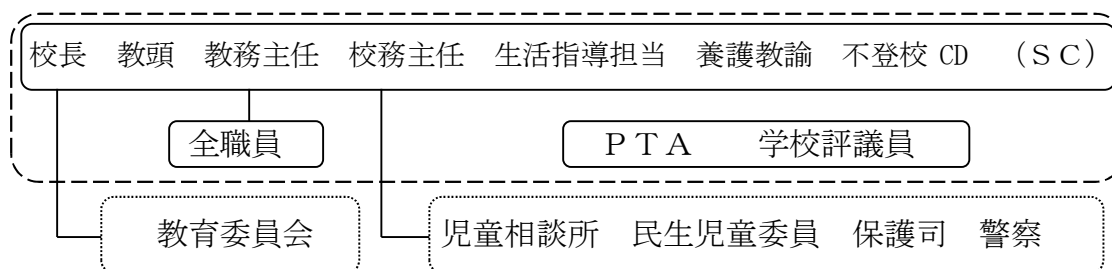 校長 教頭 教務主任 校務主任 生活指導担当 養護教諭 不登校 CD （ＳＣ）
全職員 ＰＴＡ 学校評議員
教育委員会 児童相談所 民生児童委員 保護司 警察